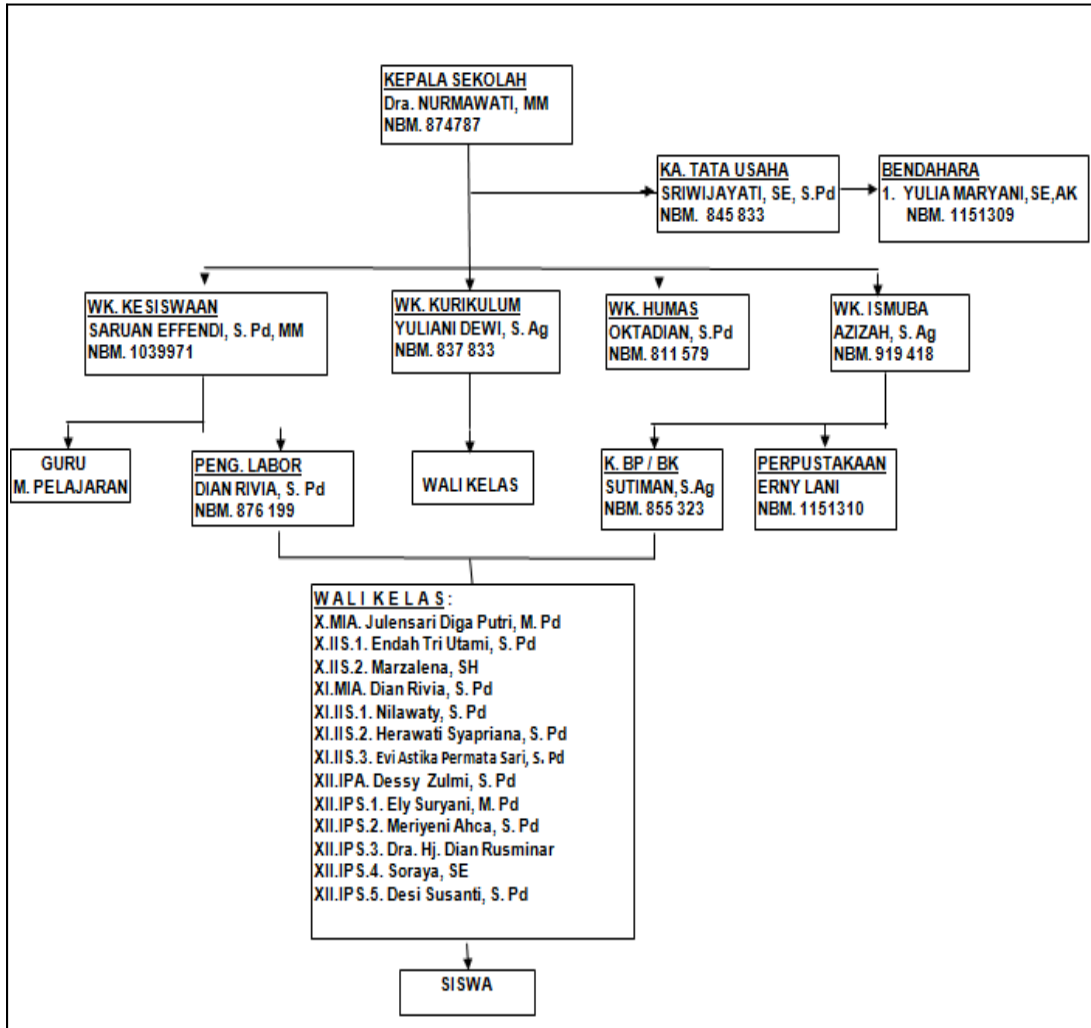 KEPALA SEKOLAH
Dra. NURMAWATI, MM
NBM. 874787
KA. TATA USAHA
SRIWIJAYATI, SE, S.Pd
NBM. 845 833
BENDAHARA
1. YULIA MARYANI, SE,AK
NBM. 1151309
WK. KESISWAAN
SARUAN EFFENDI, S. Pd, MM
NBM. 1039971
WK. KURIKULUM
YULIANI DEWI, S. Ag
NBM. 837 833
WK. HUMAS
OKTADIAN, S.Pd
NBM. 811 579
WK. ISMUBA
AZIZAH, S. Ag
NBM. 919 418
GURU
M. PELAJARAN
PENG. LABOR
DIAN RIVIA, S. Pd
NBM. 876 199
WALI KELAS
K. BP / BK
SUTIMAN, S.Ag
NBM. 855 323
PERPUSTAKAAN
ERNY LANI
NBM. 1151310
W A L I K E L A S :
X.MIA. Julensari Diga Putri, M. Pd
X.IIS.1. Endah Tri Utami, S. Pd
X.IIS.2. Marzalena, SH
XI.MIA. Dian Rivia, S. Pd
XI.IIS.1. Nilawaty, S. Pd
XI.IIS.2. Herawati Syapriana, S. Pd
XI.IIS.3. Evi Astika Permata Sari, S. Pd
XII.IPA. Dessy Zulmi, S. Pd
XII.IPS.1. Ely Suryani, M. Pd
XII.IPS.2. Meriyeni Ahca, S. Pd
XII.IPS.3. Dra. Hj. Dian Rusminar
XII.IPS.4. Soraya, SE
XII.IPS.5. Desi Susanti, S. Pd
SISWA